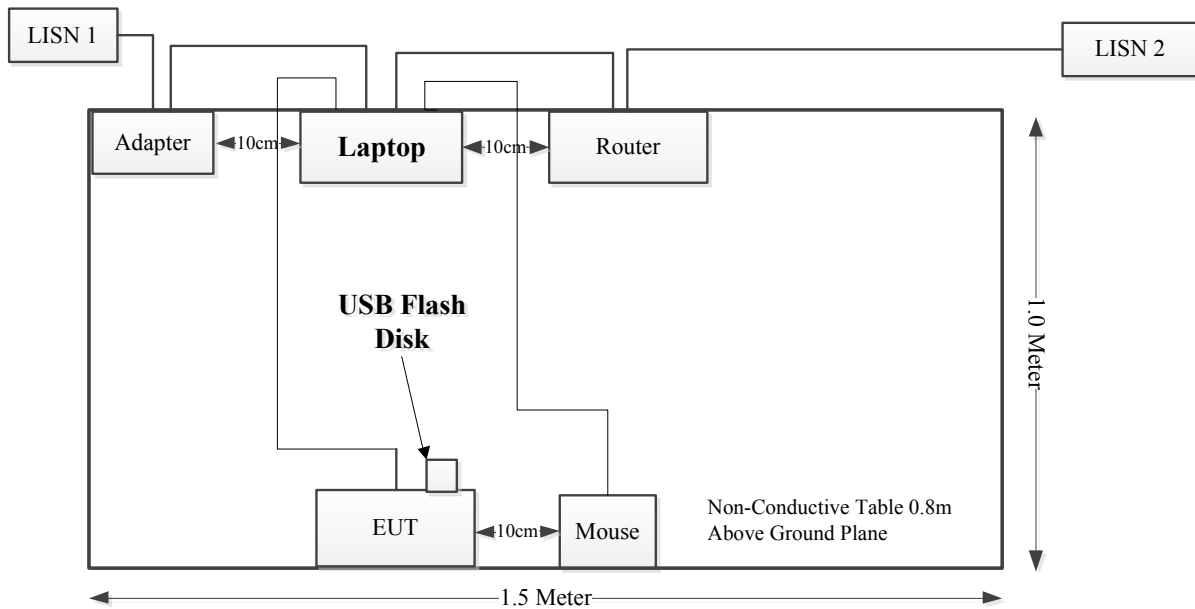 LISN 1
LISN 2
Adapter
10cm
Laptop
10cm
Router
USB Flash
Disk
1.0 Meter
EUT
10cm
Mouse
Non-Conductive Table 0.8m
Above Ground Plane
1.5 Meter